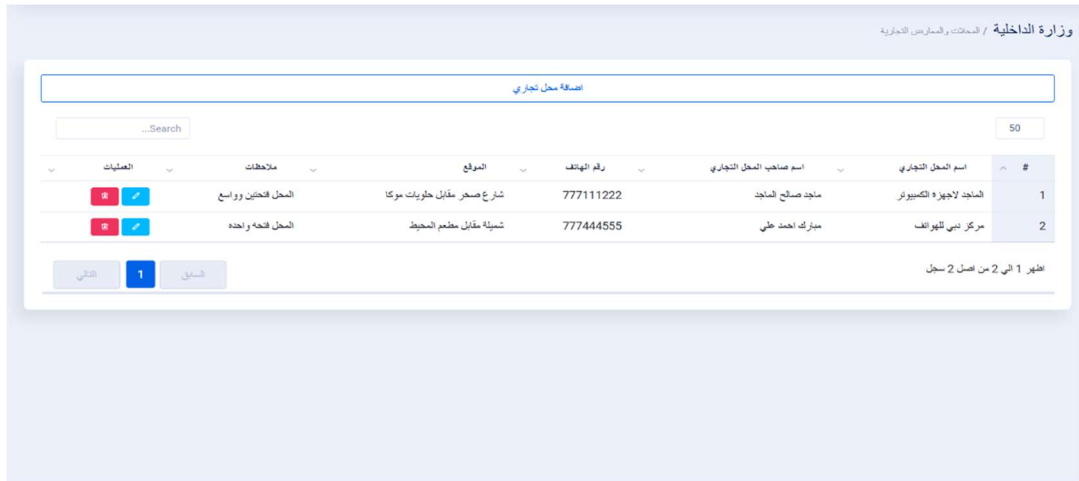 وزارة الداخلية / المحلات والمعارض التجارية
اضافة محل تجاري
50 Search...
# اسم المحل التجاري اسم صاحب المحل التجاري رقم الهاتف الموقع ملاحظات العمليات
1 الماجد لاجهزة الكمبيوتر ماجد صالح الماجد 777111222 شارع صخر مقابل حلويات موكا المحل فتحتين وواسع
2 مركز دبي للهواتف مبارك احمد علي 777444555 شميلة مقابل مطعم المحيط المحل فتحه واحده
اظهر 1 الي 2 من اصل 2 سجل
السابق 1 التالي